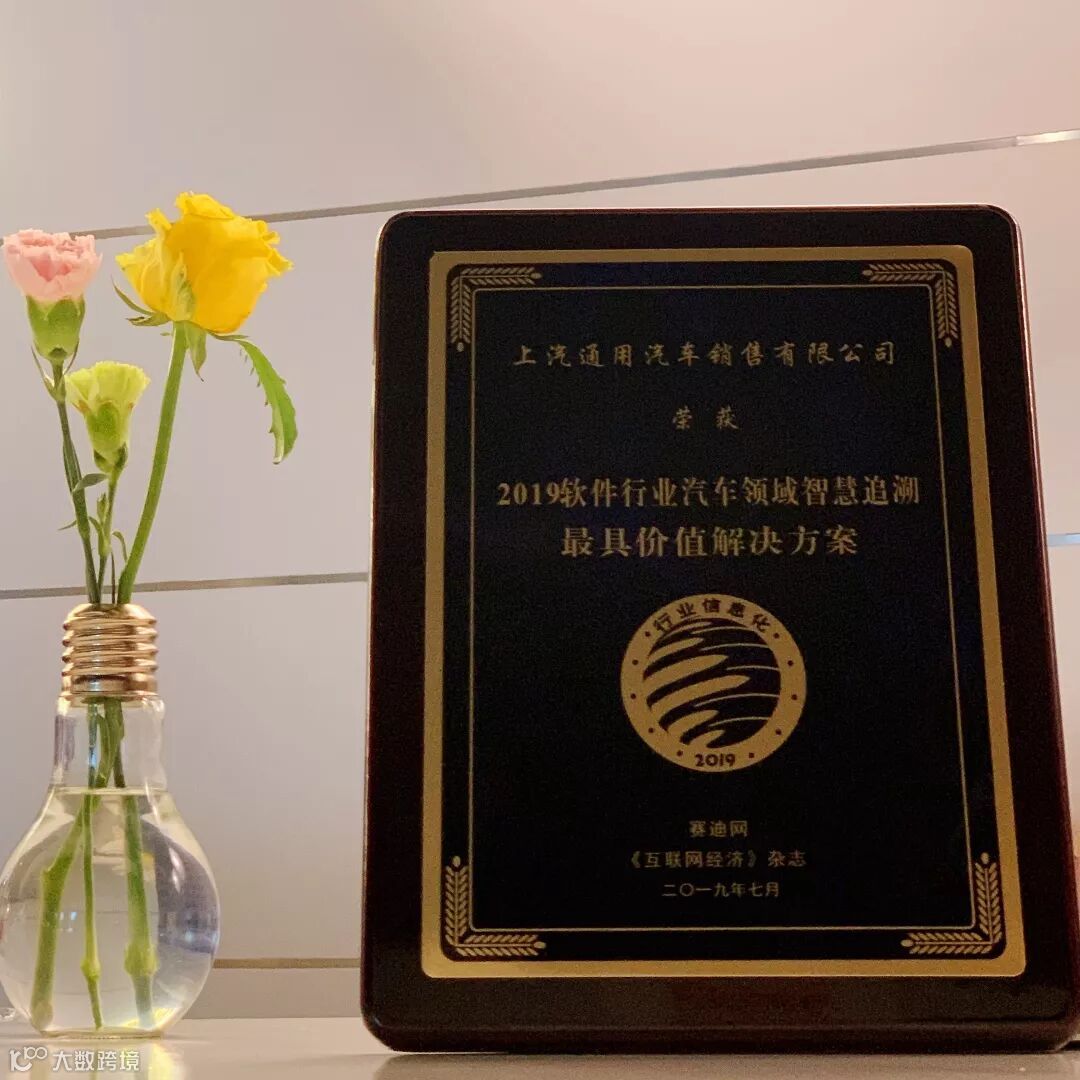 上汽通用汽车销售有限公司
荣获
2019软件行业汽车领域智慧追溯
最具价值解决方案
·行业信息化·
2019
赛迪网
《互联网经济》杂志
二〇一九年七月
大数跨境